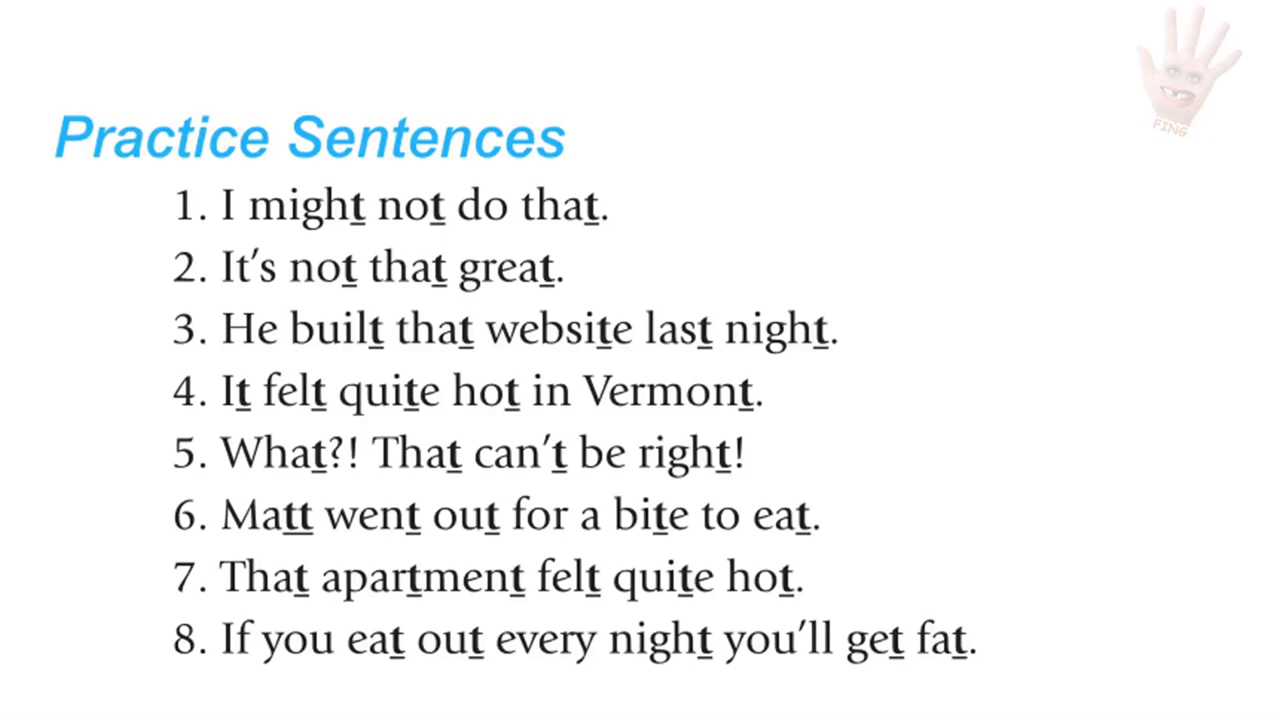 FING
Practice Sentences
1. I might not do that.
2. It’s not that great.
3. He built that website last night.
4. It felt quite hot in Vermont.
5. What?! That can’t be right!
6. Matt went out for a bite to eat.
7. That apartment felt quite hot.
8. If you eat out every night you’ll get fat.